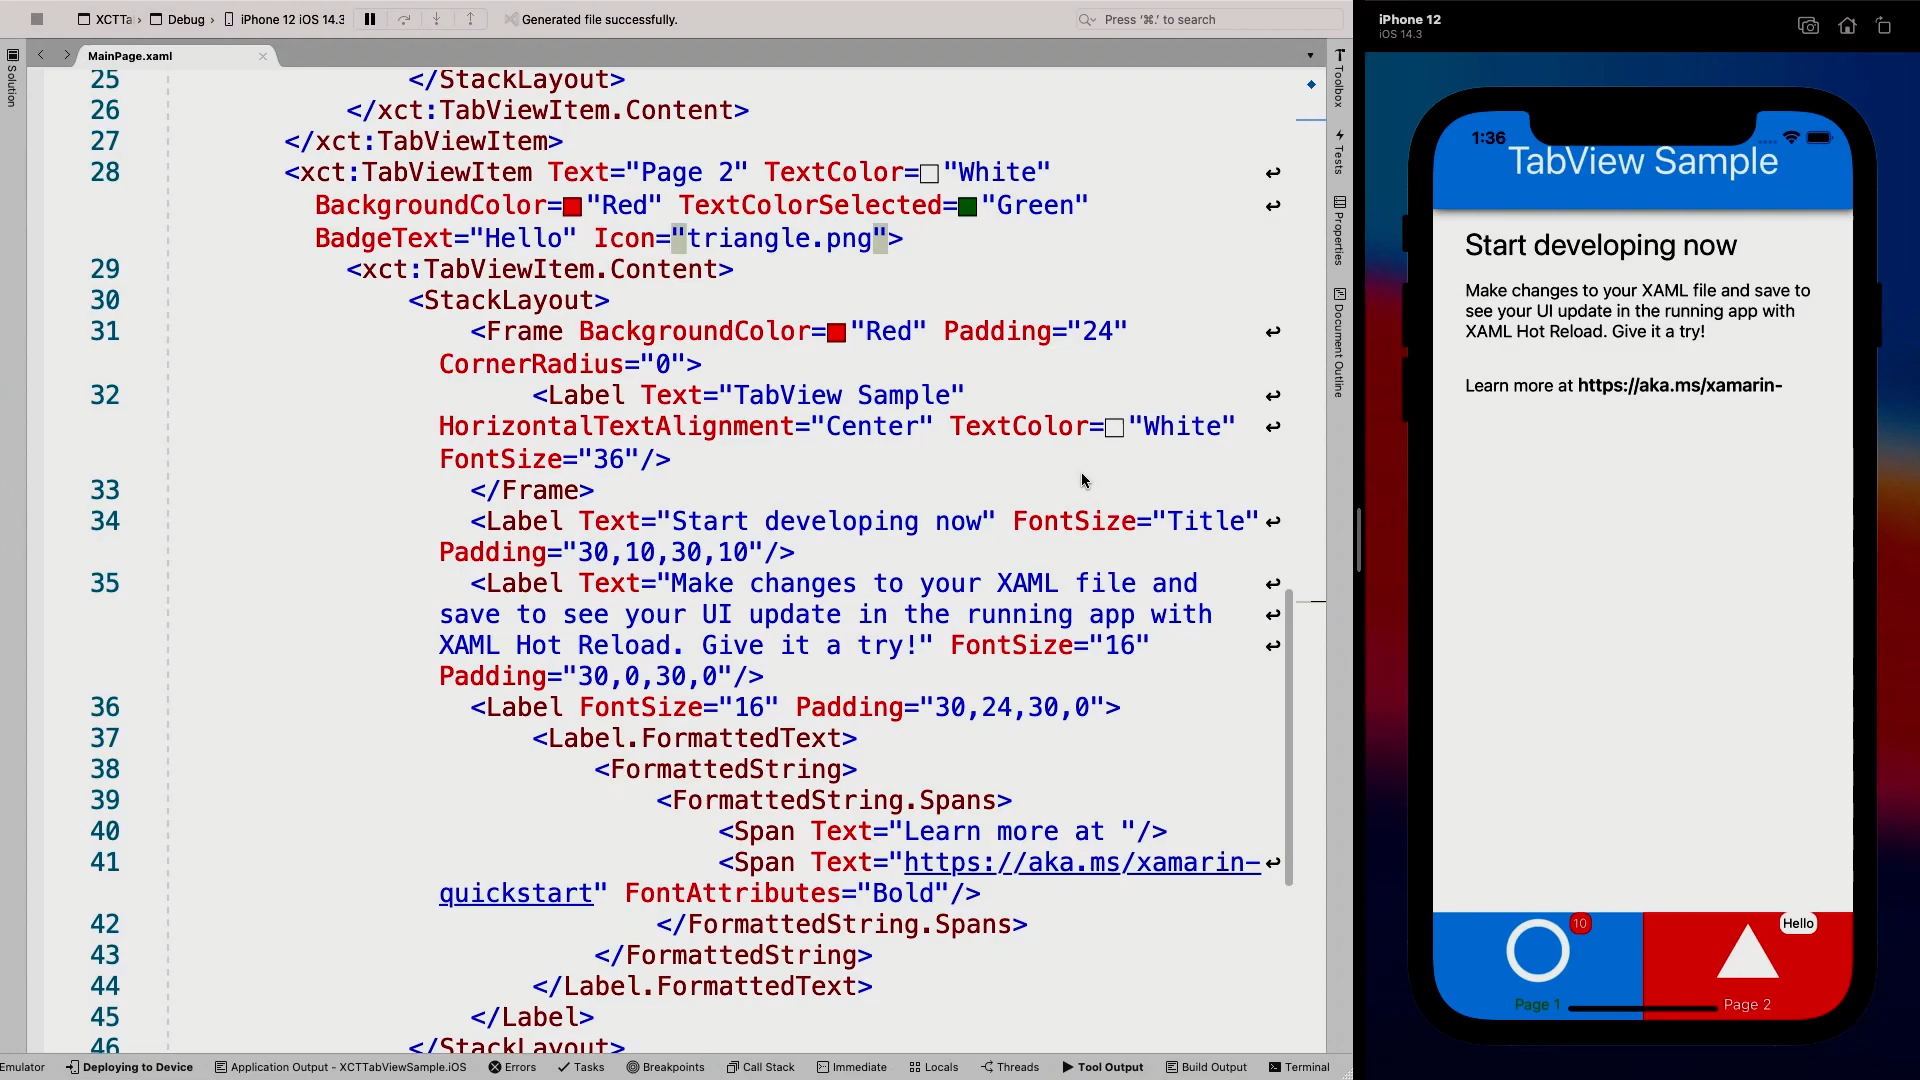 XCTTa
Debug
iPhone 12 iOS 14.3
Generated file successfully.
Press '⌘.' to search
MainPage.xaml
Solution
25 </StackLayout>
26 </xct:TabViewItem.Content>
27 </xct:TabViewItem>
28 <xct:TabViewItem Text="Page 2" TextColor="White"
BackgroundColor="Red" TextColorSelected="Green"
BadgeText="Hello" Icon="triangle.png">
29 <xct:TabViewItem.Content>
30 <StackLayout>
31 <Frame BackgroundColor="Red" Padding="24"
CornerRadius="0">
32 <Label Text="TabView Sample"
HorizontalTextAlignment="Center" TextColor="White"
FontSize="36"/>
33 </Frame>
34 <Label Text="Start developing now" FontSize="Title"
Padding="30,10,30,10"/>
35 <Label Text="Make changes to your XAML file and
save to see your UI update in the running app with
XAML Hot Reload. Give it a try!" FontSize="16"
Padding="30,0,30,0"/>
36 <Label FontSize="16" Padding="30,24,30,0">
37 <Label.FormattedText>
38 <FormattedString>
39 <FormattedString.Spans>
40 <Span Text="Learn more at "/>
41 <Span Text="https://aka.ms/xamarin-
quickstart" FontAttributes="Bold"/>
42 </FormattedString.Spans>
43 </FormattedString>
44 </Label.FormattedText>
45 </Label>
46 </StackLayout>
Toolbox
Tests
Properties
Document Outline
Emulator
Deploying to Device
Application Output - XCTTabViewSample.iOS
Errors
Tasks
Breakpoints
Call Stack
Immediate
Locals
Threads
Tool Output
Build Output
Terminal
iPhone 12
iOS 14.3
1:36
TabView Sample
Start developing now
Make changes to your XAML file and save to
see your UI update in the running app with
XAML Hot Reload. Give it a try!
Learn more at https://aka.ms/xamarin-
10
Hello
Page 1
Page 2